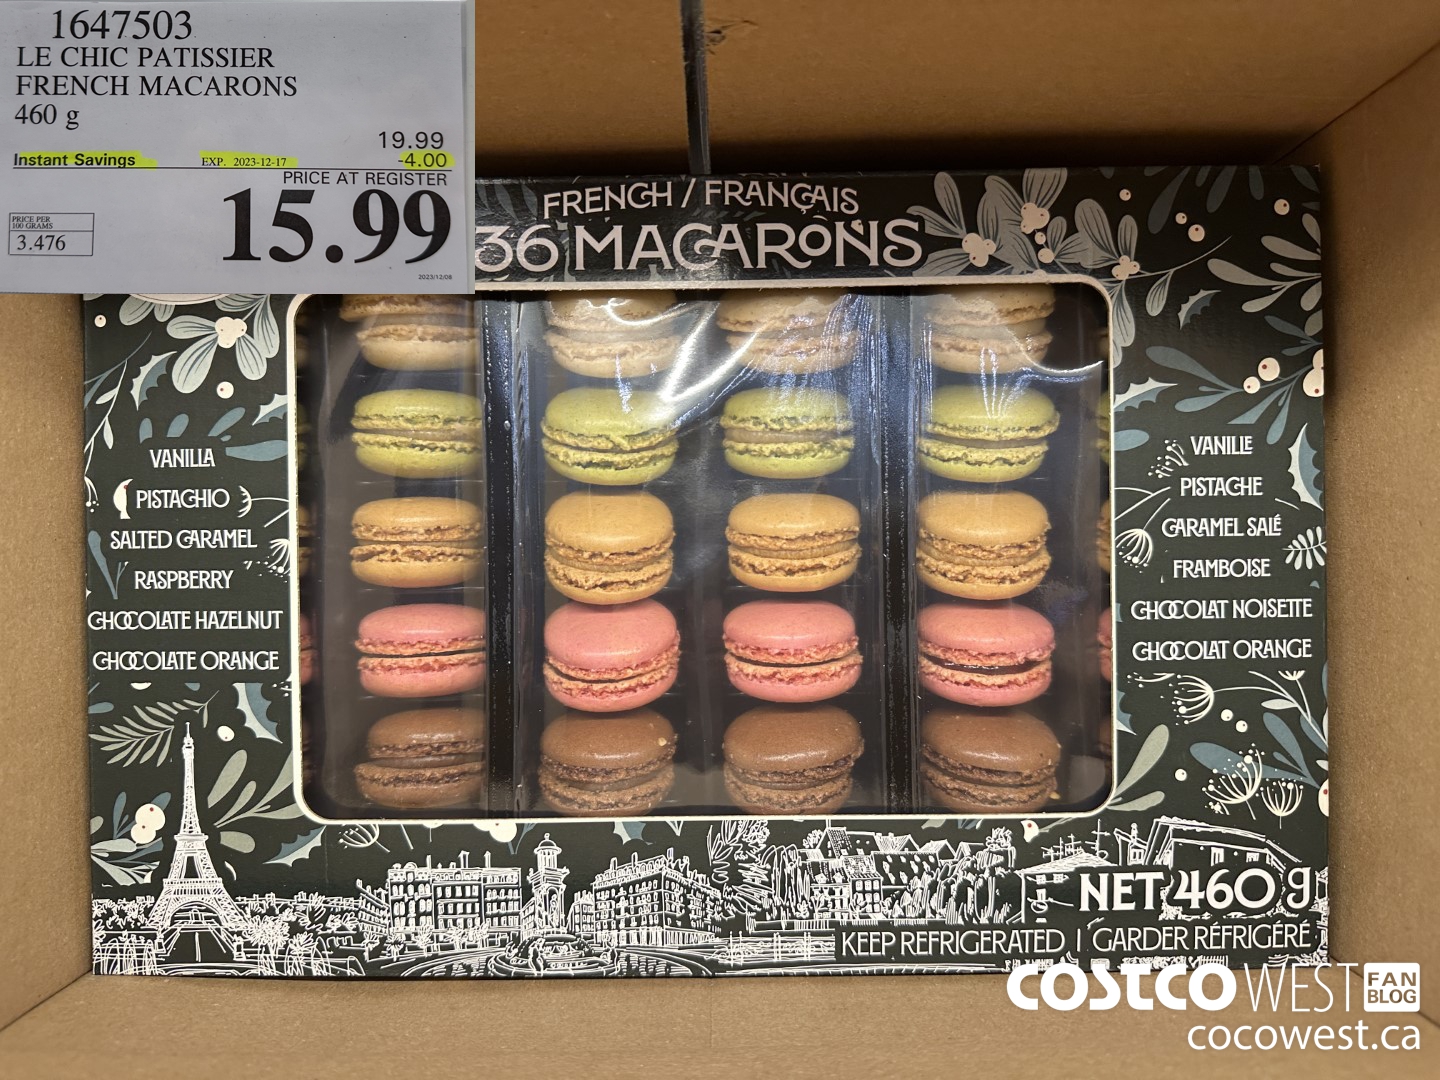 1647503
LE CHIC PATISSIER
FRENCH MACARONS
460 g
19.99
Instant Savings EXP. 2023-12-17 -4.00
PRICE AT REGISTER
15.99
PRICE PER
100 GRAMS
3.476
2023/12/08
FRENCH / FRANÇAIS
36 MACARONS
VANILLA
PISTACHIO
SALTED CARAMEL
RASPBERRY
CHOCOLATE HAZELNUT
CHOCOLATE ORANGE
VANILLE
PISTACHE
CARAMEL SALÉ
FRAMBOISE
CHOCOLAT NOISETTE
CHOCOLAT ORANGE
NET 460 g
KEEP REFRIGERATED | GARDER RÉFRIGÉRÉ
COSTCO WEST FAN BLOG
cocowest.ca